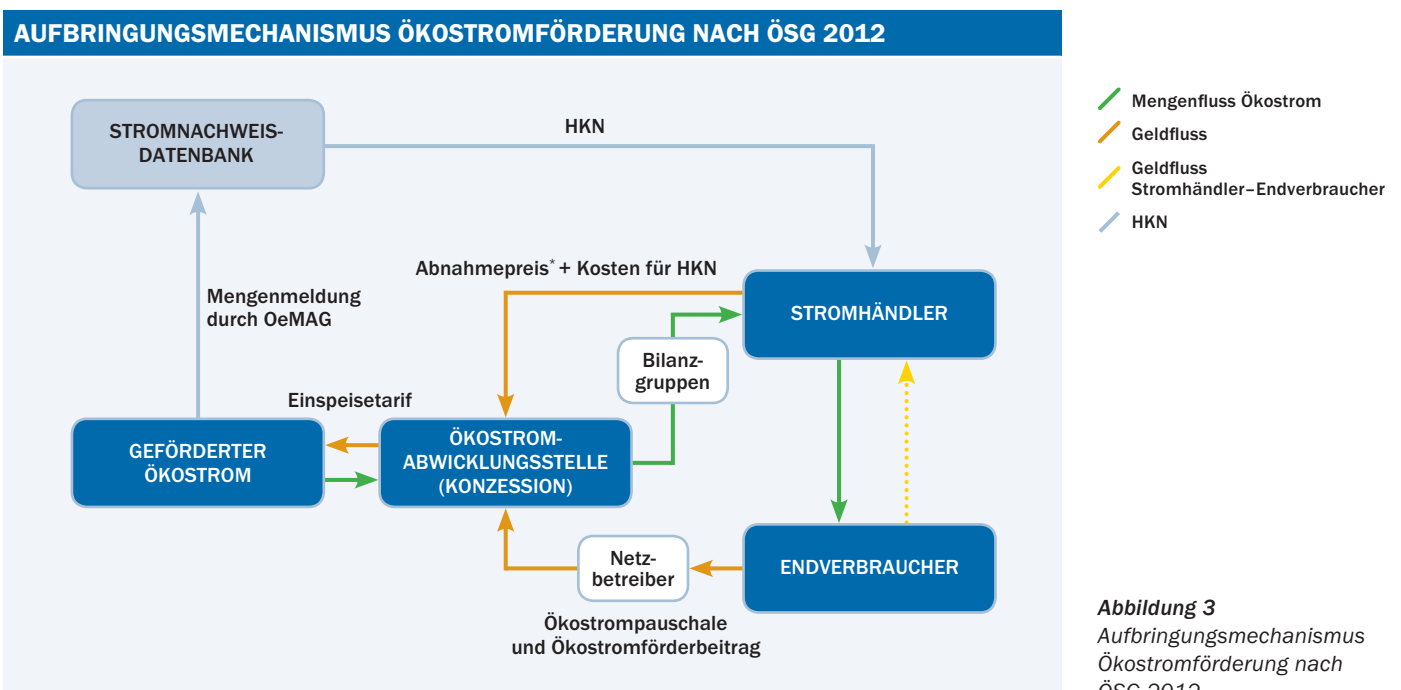 AUFBRINGUNGSMECHANISMUS ÖKOSTROMFÖRDERUNG NACH ÖSG 2012
STROMNACHWEIS-
DATENBANK
HKN
Mengenmeldung
durch OeMAG
Abnahmepreis* + Kosten für HKN
STROMHÄNDLER
Bilanz-
gruppen
Einspeisetarif
GEFÖRDERTER
ÖKOSTROM
ÖKOSTROM-
ABWICKLUNGSSTELLE
(KONZESSION)
Netz-
betreiber
ENDVERBRAUCHER
Ökostrompauschale
und Ökostromförderbeitrag
Mengenfluss Ökostrom
Geldfluss
Geldfluss
Stromhändler–Endverbraucher
HKN
Abbildung 3
Aufbringungsmechanismus
Ökostromförderung nach
ÖSG 2012